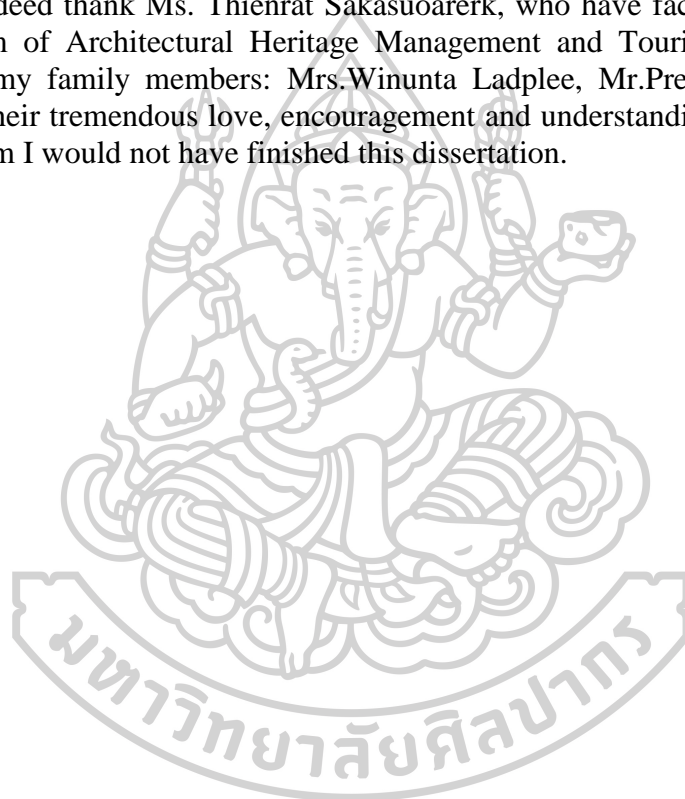 deed thank Ms. Thienrat Sakasuoarerk, who have fac
of Architectural Heritage Management and Touri
my family members: Mrs.Winunta Ladplee, Mr.Pre
heir tremendous love, encouragement and understandi
I would not have finished this dissertation.
มหาวิทยาลัยศิลปากร